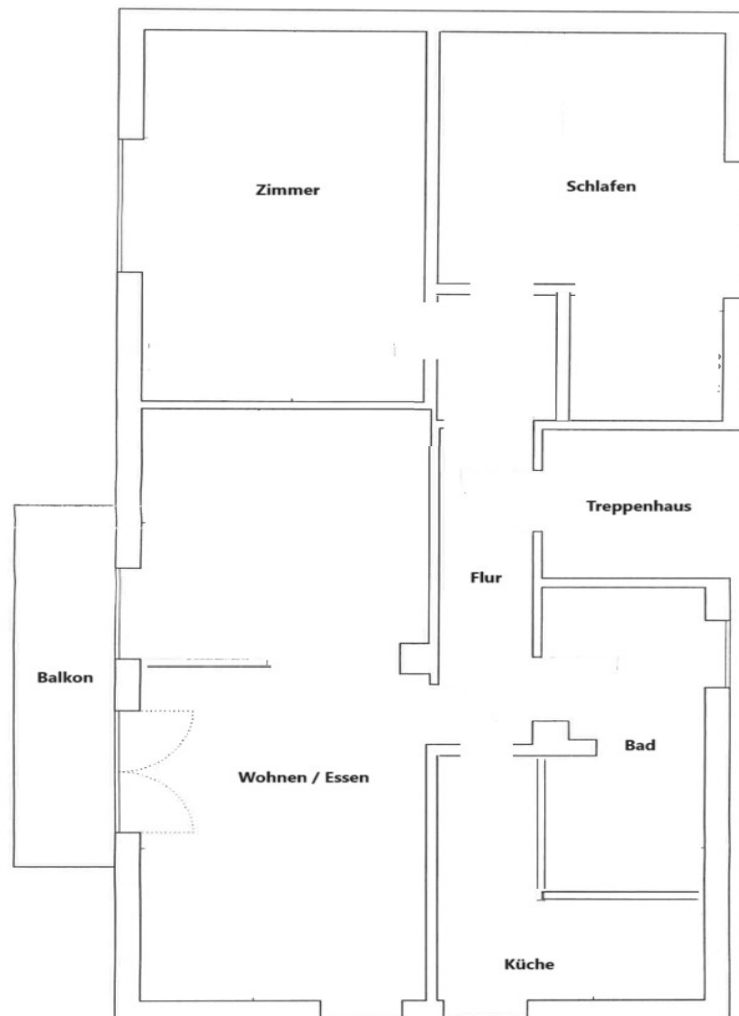 Zimmer
Schlafen
Treppenhaus
Flur
Balkon
Bad
Wohnen / Essen
Küche